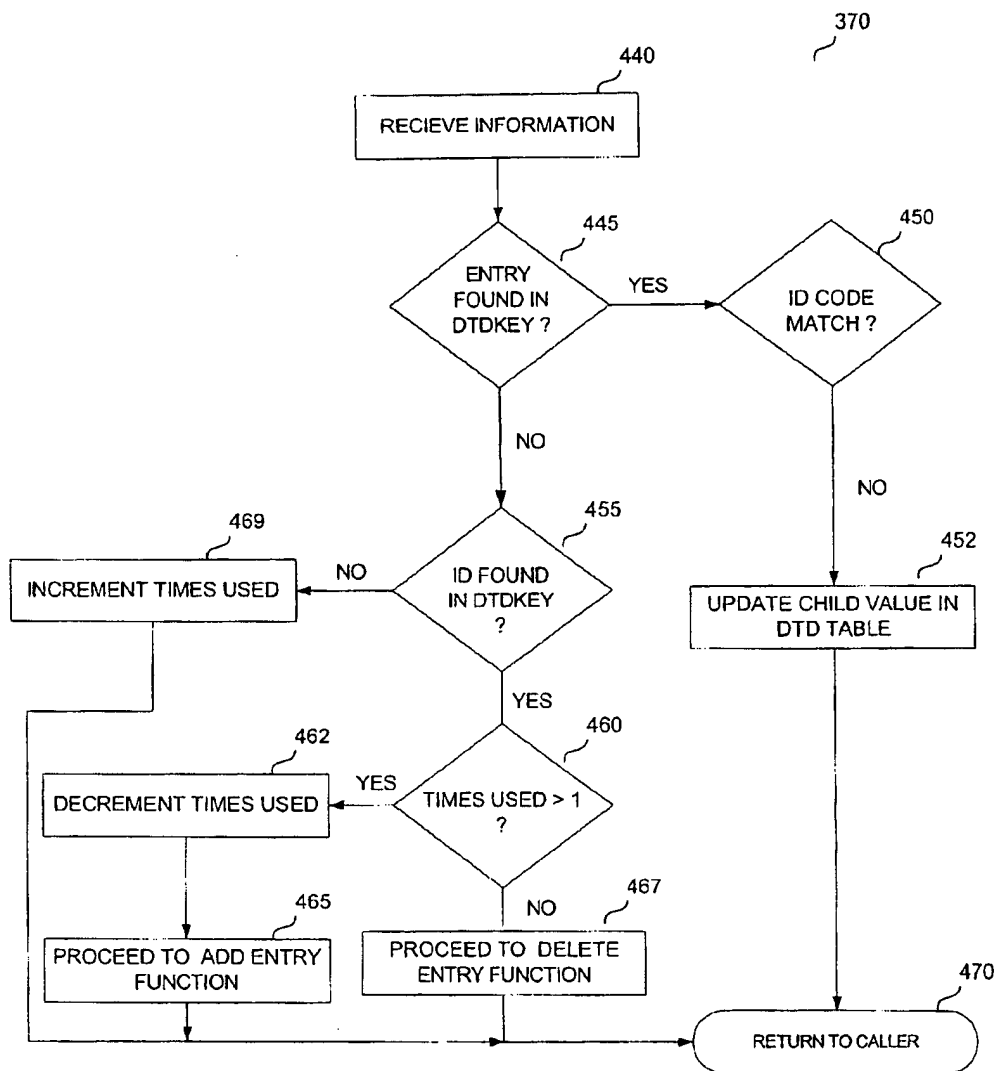 370
440
RECIEVE INFORMATION
445
ENTRY
FOUND IN
DTDKEY ?
YES
450
ID CODE
MATCH ?
NO
NO
455
ID FOUND
IN DTDKEY
?
469
INCREMENT TIMES USED
NO
452
UPDATE CHILD VALUE IN
DTD TABLE
YES
460
TIMES USED > 1
?
462
DECREMENT TIMES USED
YES
NO
465
PROCEED TO ADD ENTRY
FUNCTION
467
PROCEED TO DELETE
ENTRY FUNCTION
470
RETURN TO CALLER